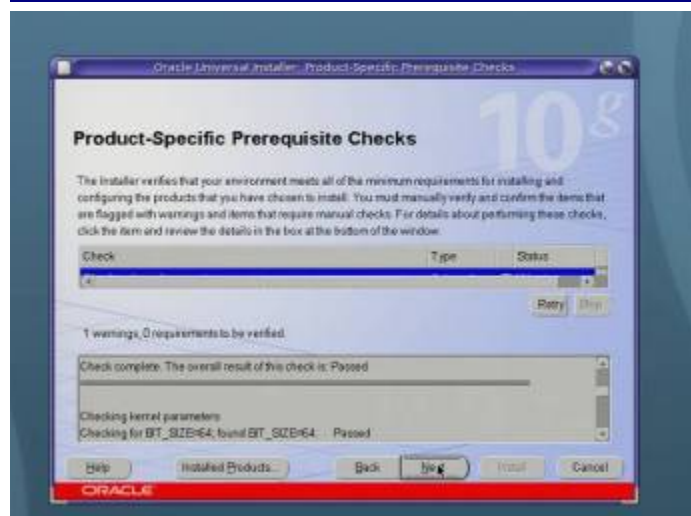 Oracle Universal Installer: Product-Specific Prerequisite Checks
10g
Product-Specific Prerequisite Checks
The Installer verifies that your environment meets all of the minimum requirements for installing and
configuring the products that you have chosen to install. You must manually verify and confirm the items that
are flagged with warnings and items that require manual checks. For details about performing these checks,
click the item and review the details in the box at the bottom of the window.
Check Type Status
Retry Stop
1 warnings, 0 requirements to be verified.
Check complete. The overall result of this check is: Passed
Checking kernel parameters
Checking for BIT_SIZE=64; found BIT_SIZE=64. Passed
Help Installed Products... Back Next Install Cancel
ORACLE